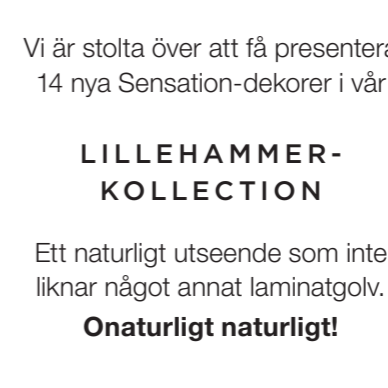 Vi är stolta över att få presentera
14 nya Sensation-dekorer i vår
LILLEHAMMER-
KOLLECTION
Ett naturligt utseende som inte
liknar något annat laminatgolv.
Onaturligt naturligt!